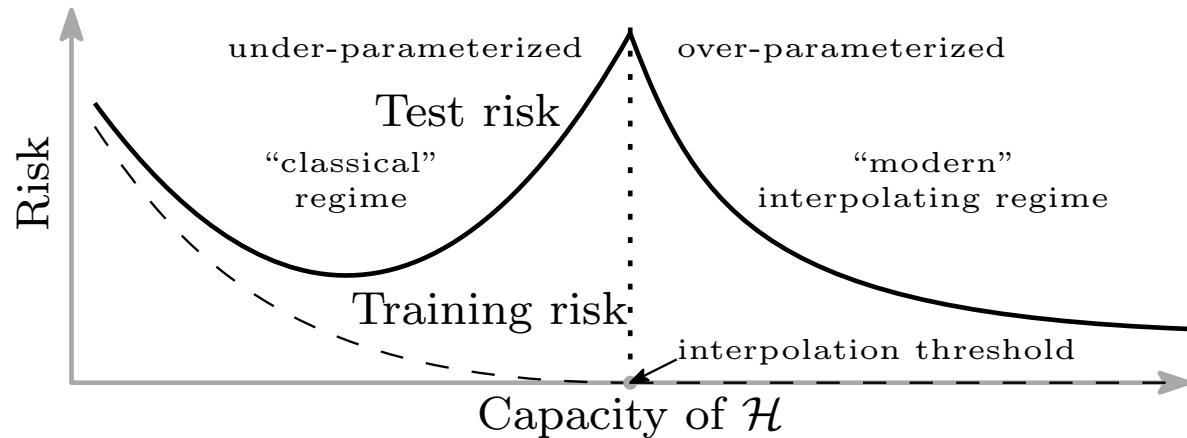 under-parameterized
over-parameterized
Test risk
“classical”
regime
“modern”
interpolating regime
Risk
Training risk
interpolation threshold
Capacity of ℋ